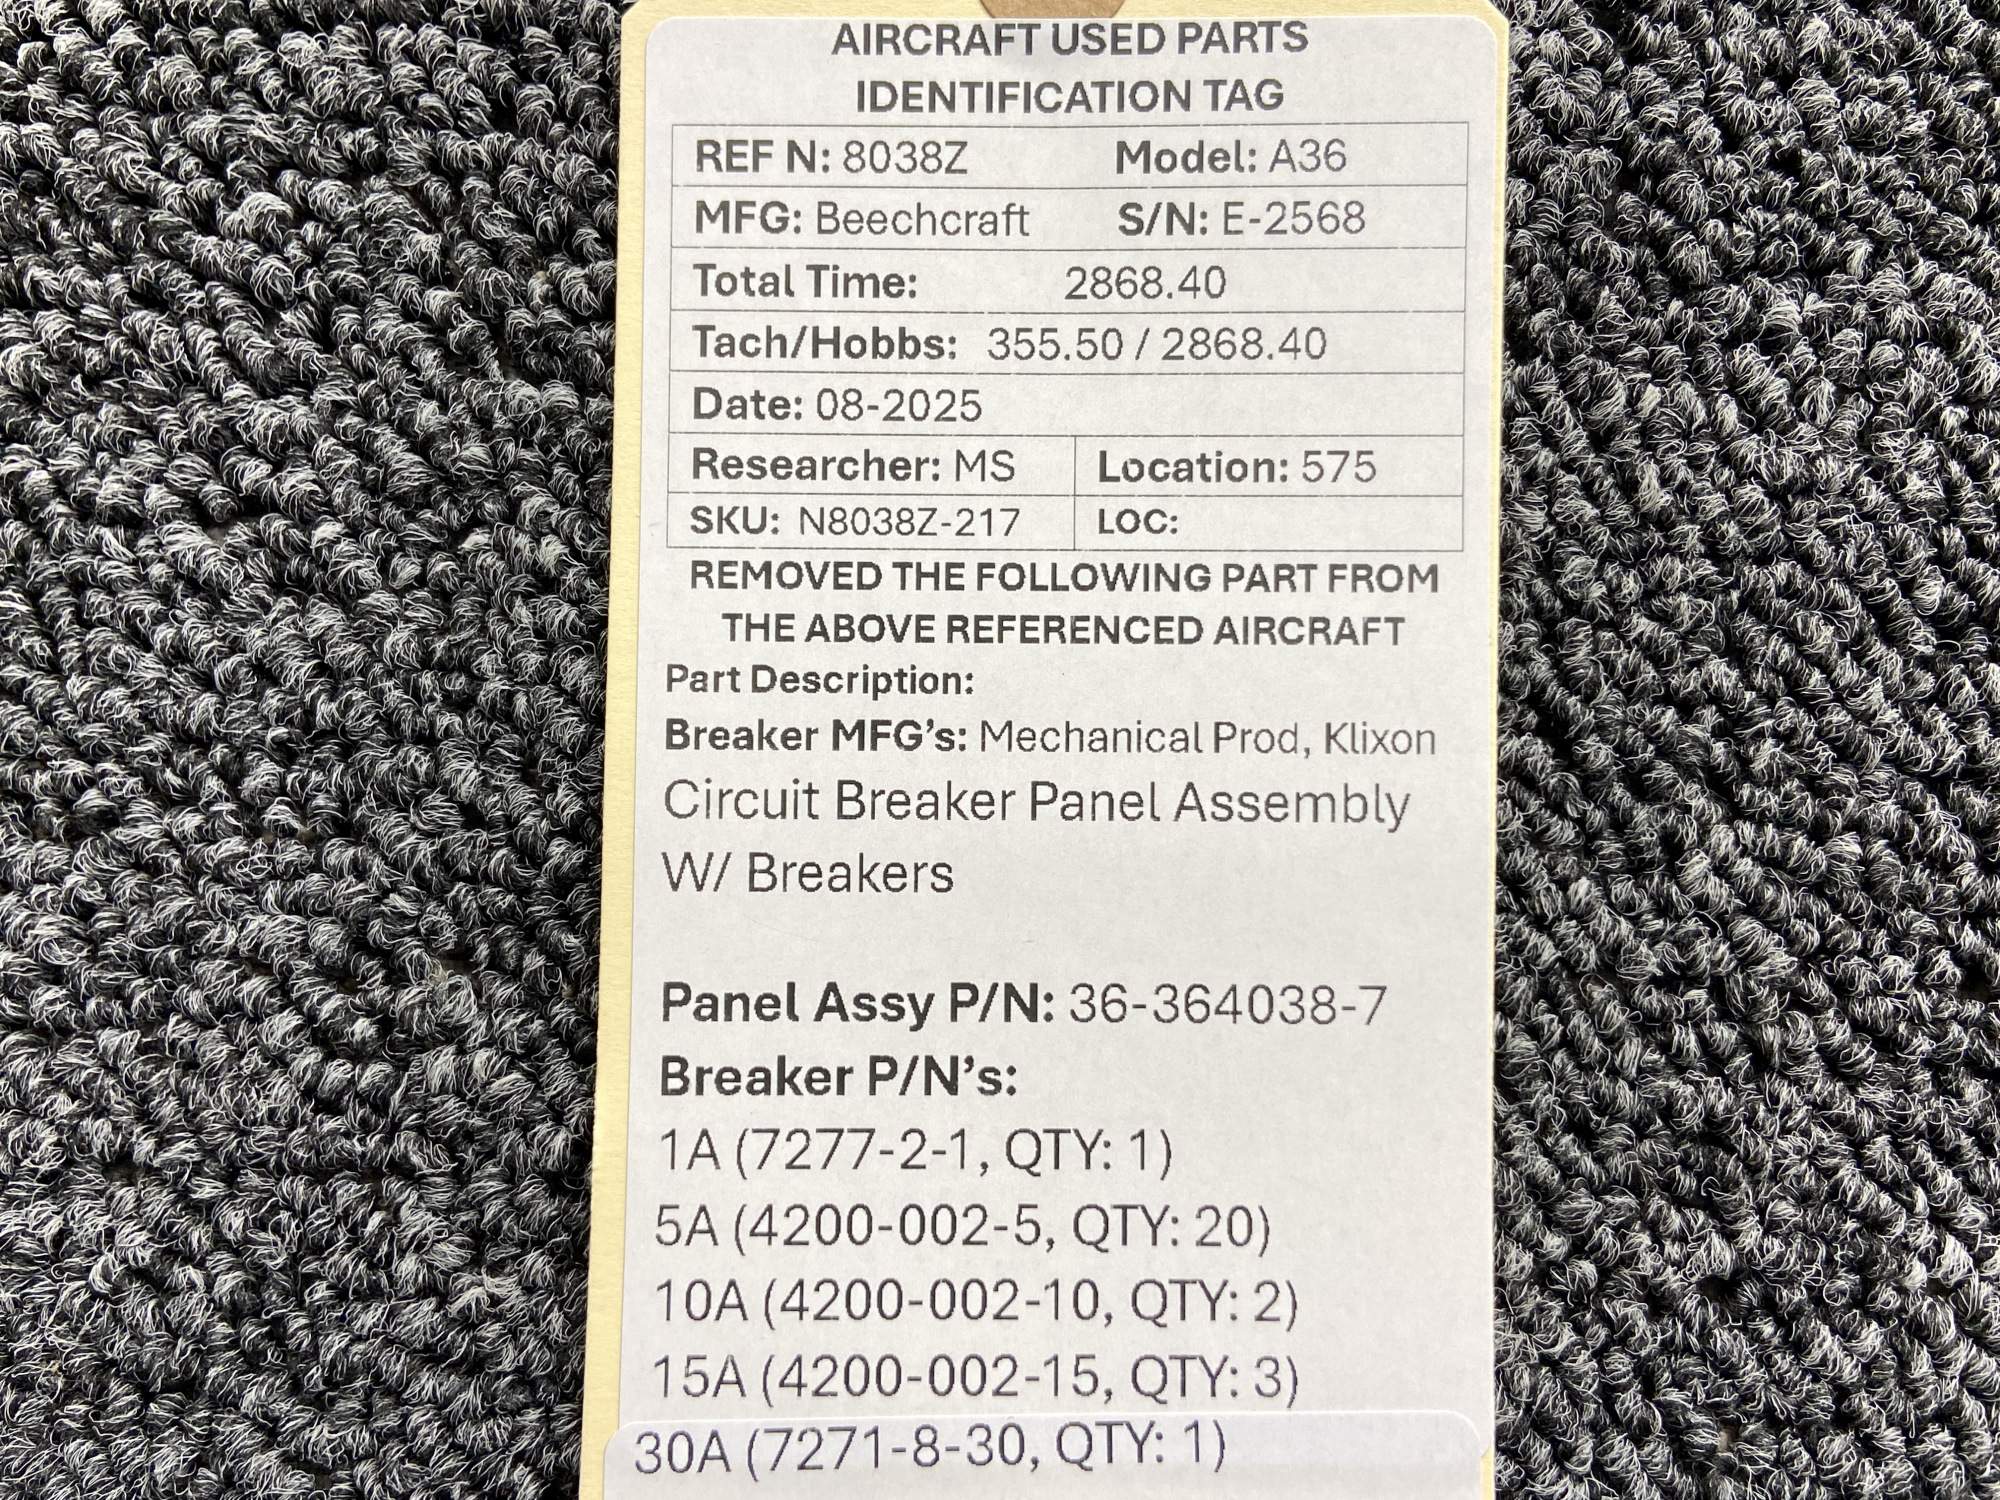 AIRCRAFT USED PARTS
IDENTIFICATION TAG
REF N: 8038Z Model: A36
MFG: Beechcraft S/N: E-2568
Total Time: 2868.40
Tach/Hobbs: 355.50 / 2868.40
Date: 08-2025
Researcher: MS Location: 575
SKU: N8038Z-217 LOC:
REMOVED THE FOLLOWING PART FROM
THE ABOVE REFERENCED AIRCRAFT
Part Description:
Breaker MFG's: Mechanical Prod, Klixon
Circuit Breaker Panel Assembly
W/ Breakers
Panel Assy P/N: 36-364038-7
Breaker P/N's:
1A (7277-2-1, QTY: 1)
5A (4200-002-5, QTY: 20)
10A (4200-002-10, QTY: 2)
15A (4200-002-15, QTY: 3)
30A (7271-8-30, QTY: 1)